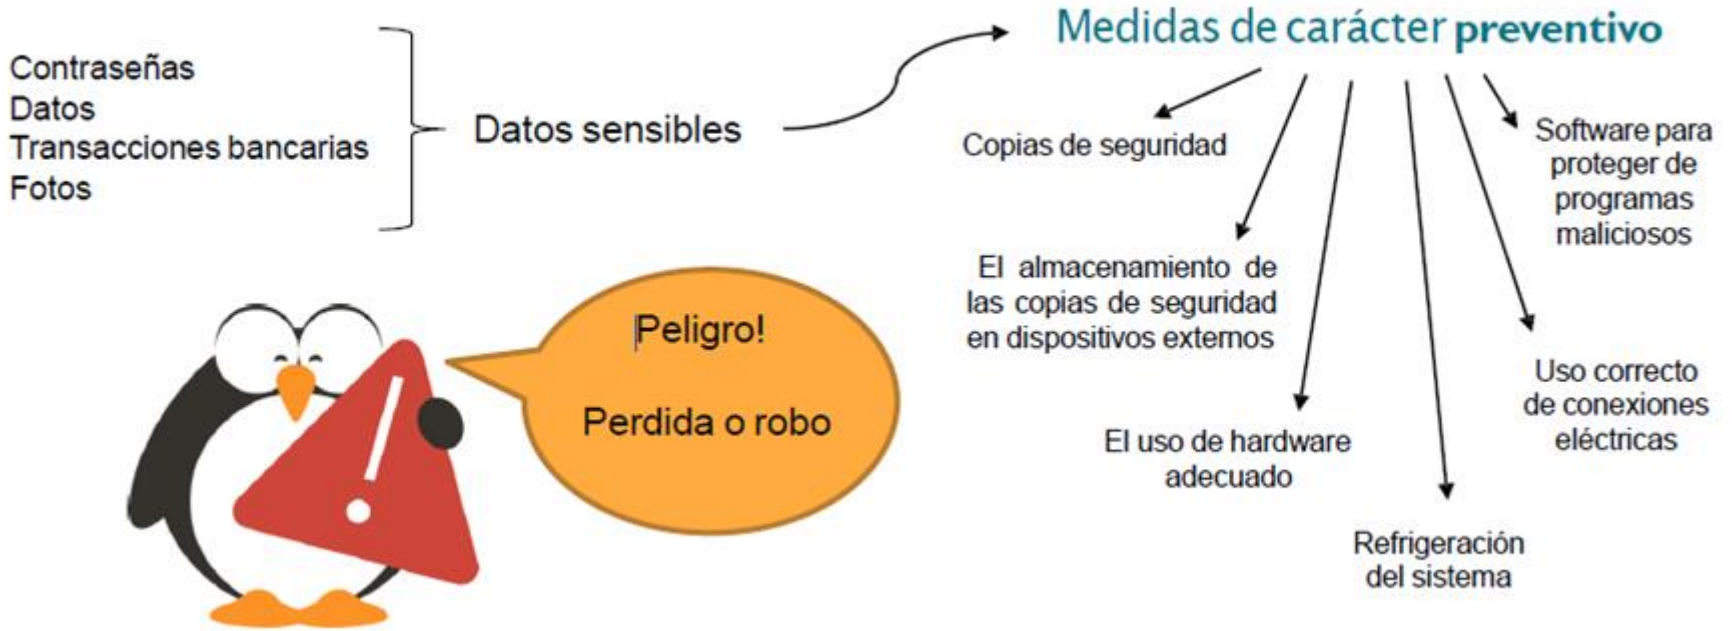 Contraseñas
Datos
Transacciones bancarias
Fotos
Datos sensibles
Medidas de carácter preventivo
Copias de seguridad
El almacenamiento de
las copias de seguridad
en dispositivos externos
El uso de hardware
adecuado
Refrigeración
del sistema
Uso correcto
de conexiones
eléctricas
Software para
proteger de
programas
maliciosos
Peligro!
Perdida o robo